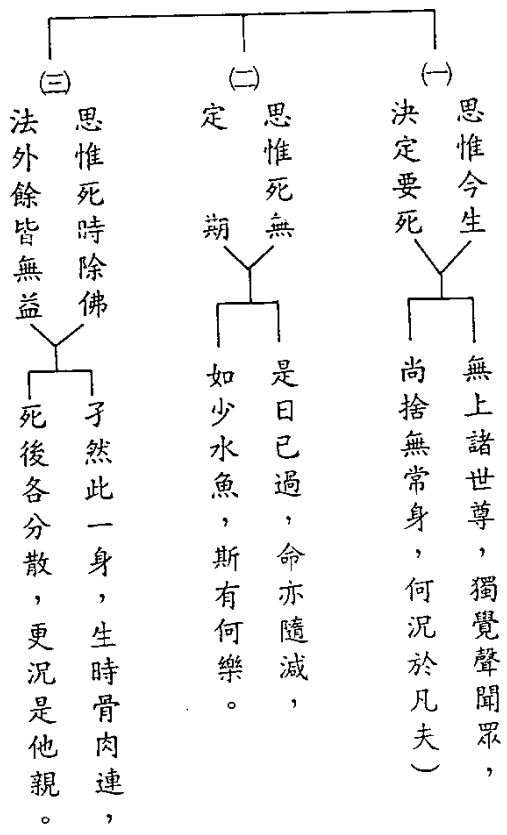 ㈠
思惟今生
決定要死
無上諸世尊，獨覺聲聞眾，
尚捨無常身，何況於凡夫）
㈡
思惟死無
定期
是日已過，命亦隨減，
如少水魚，斯有何樂。
㈢
思惟死時除佛
法外餘皆無益
孑然此一身，生時骨肉連，
死後各分散，更況是他親。